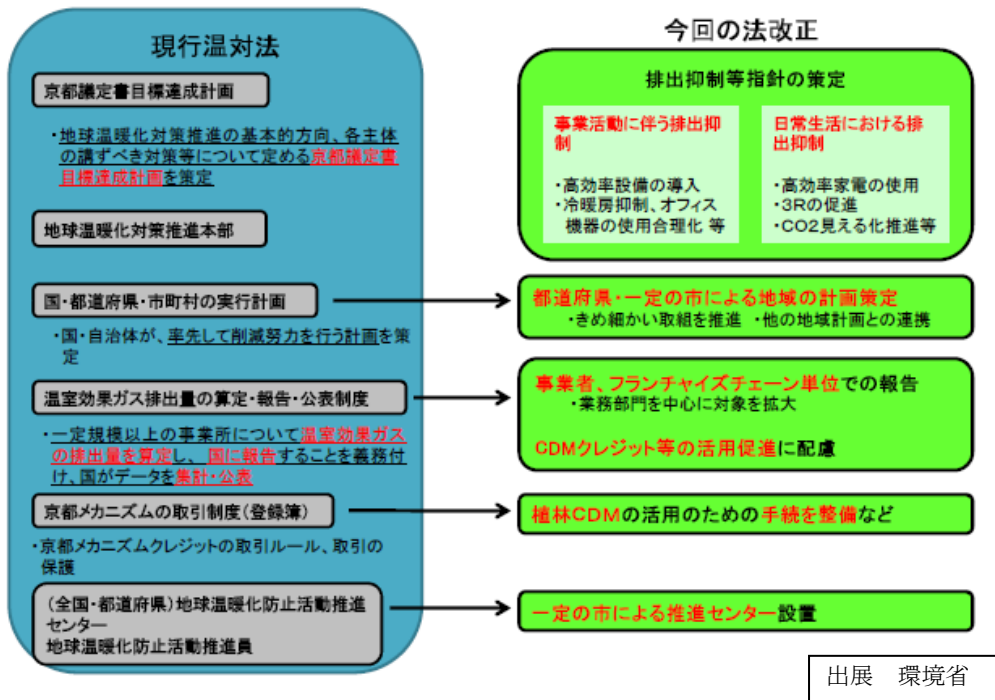 現行温対法
京都議定書目標達成計画
・地球温暖化対策推進の基本的方向、各主体
の講ずべき対策等について定める京都議定書
目標達成計画を策定
地球温暖化対策推進本部
国・都道府県・市町村の実行計画
・国・自治体が、率先して削減努力を行う計画を策
定
温室効果ガス排出量の算定・報告・公表制度
・一定規模以上の事業所について温室効果ガス
の排出量を算定し、国に報告することを義務付
け、国がデータを集計・公表
京都メカニズムの取引制度(登録簿)
・京都メカニズムクレジットの取引ルール、取引の
保護
(全国・都道府県)地球温暖化防止活動推進
センター
地球温暖化防止活動推進員
今回の法改正
排出抑制等指針の策定
事業活動に伴う排出抑
制
・高効率設備の導入
・冷暖房抑制、オフィス
機器の使用合理化 等
日常生活における排
出抑制
・高効率家電の使用
・3Rの促進
・CO2見える化推進等
都道府県・一定の市による地域の計画策定
・きめ細かい取組を推進 ・他の地域計画との連携
事業者、フランチャイズチェーン単位での報告
・業務部門を中心に対象を拡大
CDMクレジット等の活用促進に配慮
植林CDMの活用のための手続を整備など
一定の市による推進センター設置
出展 環境省